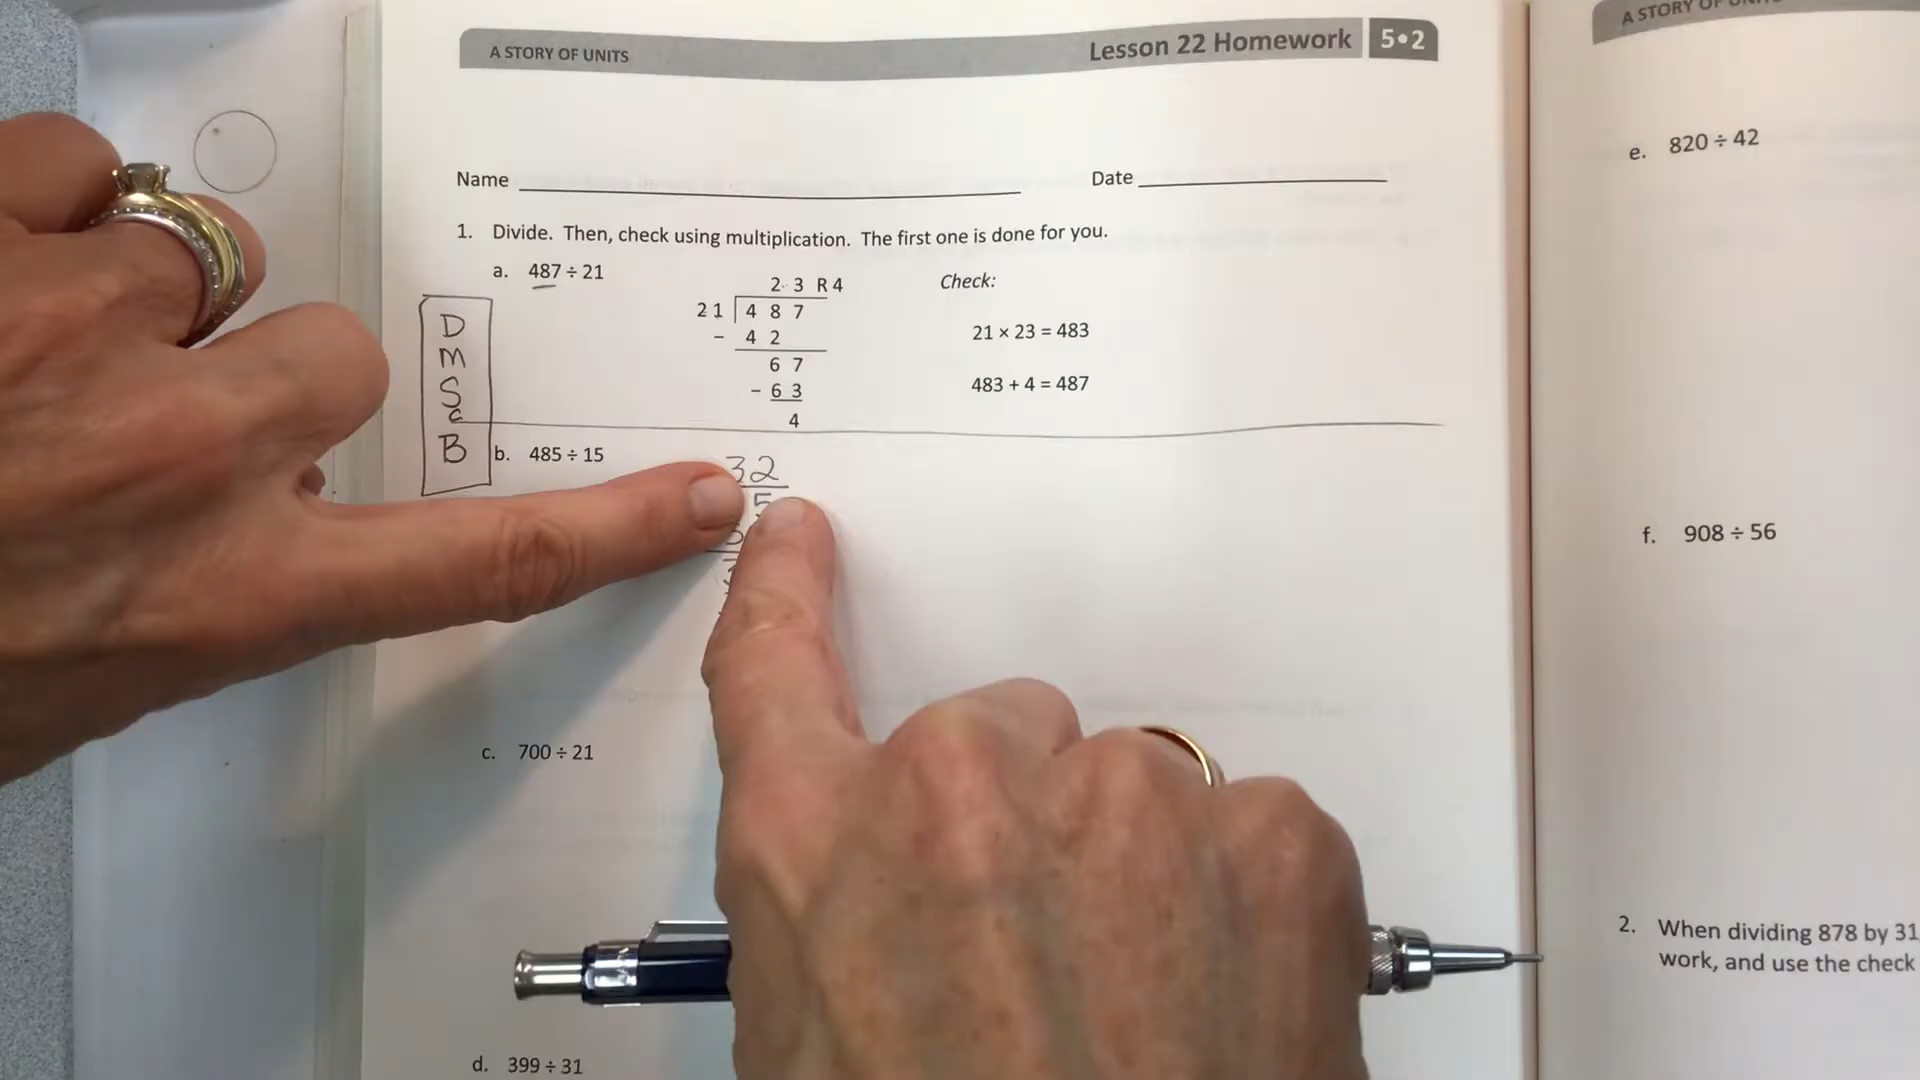 A STORY OF UNITS
Lesson 22 Homework 5•2
Name
Date
1. Divide. Then, check using multiplication. The first one is done for you.
a. 487 ÷ 21
2 3 R 4
21 4 8 7
- 4 2
6 7
- 6 3
4
Check:
21 × 23 = 483
483 + 4 = 487
D
M
S
C
B
b. 485 ÷ 15
32
5
c. 700 ÷ 21
d. 399 ÷ 31
A STORY OF
e. 820 ÷ 42
f. 908 ÷ 56
2. When dividing 878 by 31
work, and use the check